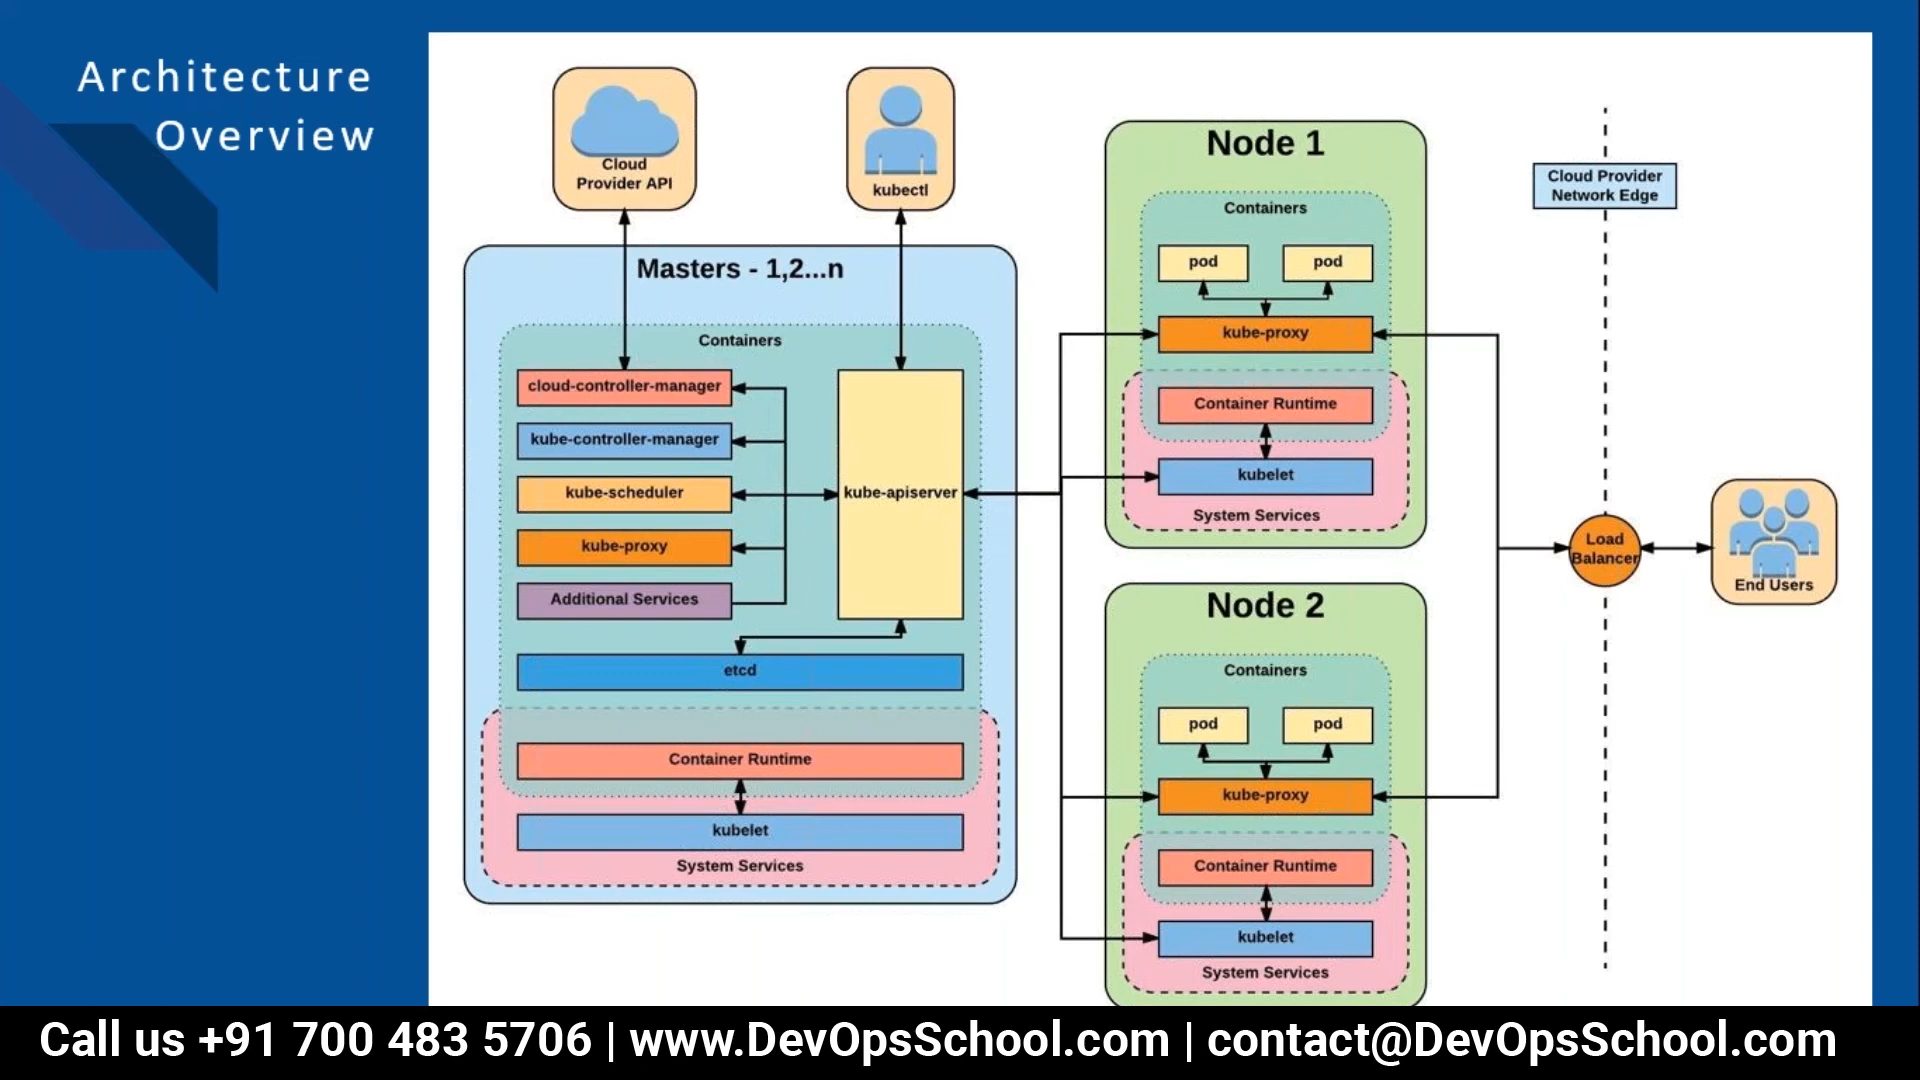 Architecture
Overview
Cloud
Provider API
kubectl
Masters - 1,2...n
Containers
cloud-controller-manager
kube-controller-manager
kube-scheduler
kube-proxy
Additional Services
kube-apiserver
etcd
Container Runtime
kubelet
System Services
Node 1
Containers
pod
pod
kube-proxy
Container Runtime
kubelet
System Services
Node 2
Containers
pod
pod
kube-proxy
Container Runtime
kubelet
System Services
Cloud Provider
Network Edge
Load
Balancer
End Users
Call us +91 700 483 5706 | www.DevOpsSchool.com | contact@DevOpsSchool.com